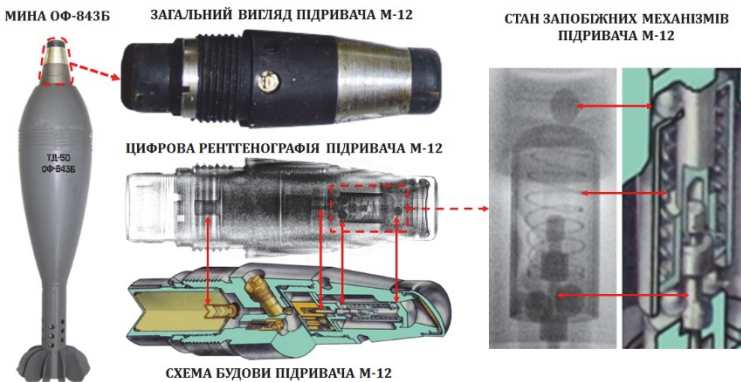 МИНА ОФ-843Б
ЗАГАЛЬНИЙ ВИГЛЯД ПІДРИВАЧА М-12
СТАН ЗАПОБІЖНИХ МЕХАНІЗМІВ
ПІДРИВАЧА М-12
ТД-50
ОФ-843Б
ЦИФРОВА РЕНТГЕНОГРАФІЯ ПІДРИВАЧА М-12
СХЕМА БУДОВИ ПІДРИВАЧА М-12